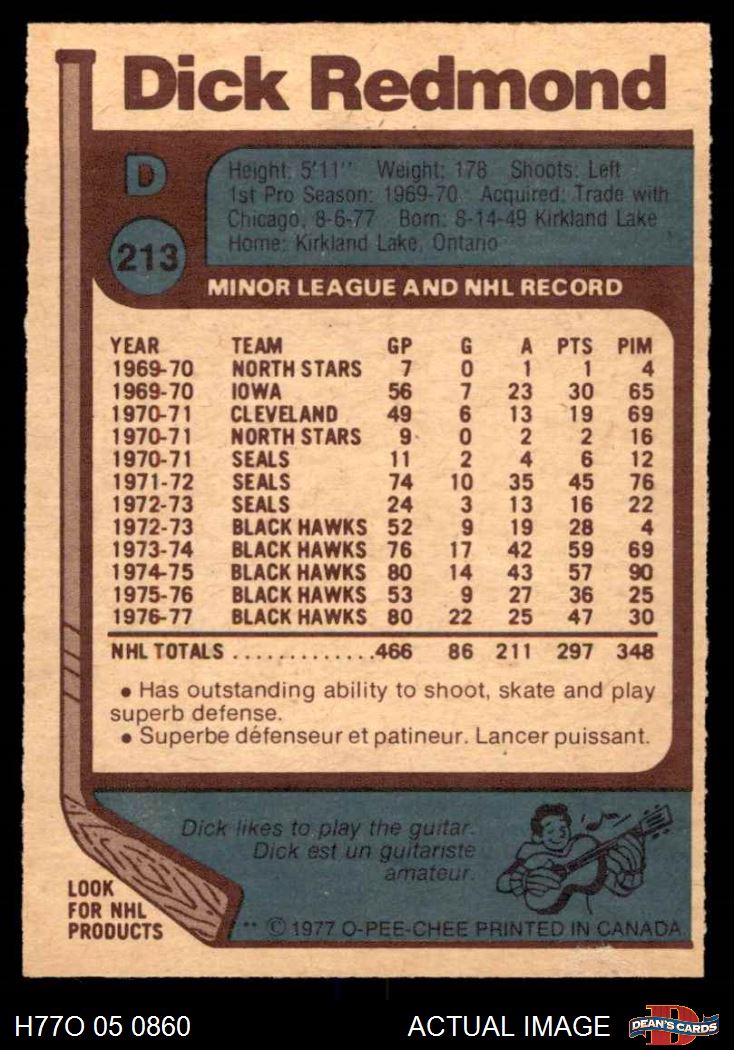 Dick Redmond
D
213
Height: 5'11'' Weight: 178 Shoots: Left
1st Pro Season: 1969-70 Acquired: Trade with
Chicago, 8-6-77 Born: 8-14-49 Kirkland Lake
Home: Kirkland Lake, Ontario
MINOR LEAGUE AND NHL RECORD
YEAR TEAM GP G A PTS PIM
1969-70 NORTH STARS 7 0 1 1 4
1969-70 IOWA 56 7 23 30 65
1970-71 CLEVELAND 49 6 13 19 69
1970-71 NORTH STARS 9 0 2 2 16
1970-71 SEALS 11 2 4 6 12
1971-72 SEALS 74 10 35 45 76
1972-73 SEALS 24 3 13 16 22
1972-73 BLACK HAWKS 52 9 19 28 4
1973-74 BLACK HAWKS 76 17 42 59 69
1974-75 BLACK HAWKS 80 14 43 57 90
1975-76 BLACK HAWKS 53 9 27 36 25
1976-77 BLACK HAWKS 80 22 25 47 30
NHL TOTALS .............466 86 211 297 348
• Has outstanding ability to shoot, skate and play
superb defense.
• Superbe défenseur et patineur. Lancer puissant.
Dick likes to play the guitar.
Dick est un guitariste
amateur.
LOOK
FOR NHL
PRODUCTS
** © 1977 O-PEE-CHEE PRINTED IN CANADA
H77O 05 0860 ACTUAL IMAGE DEAN'S CARDS